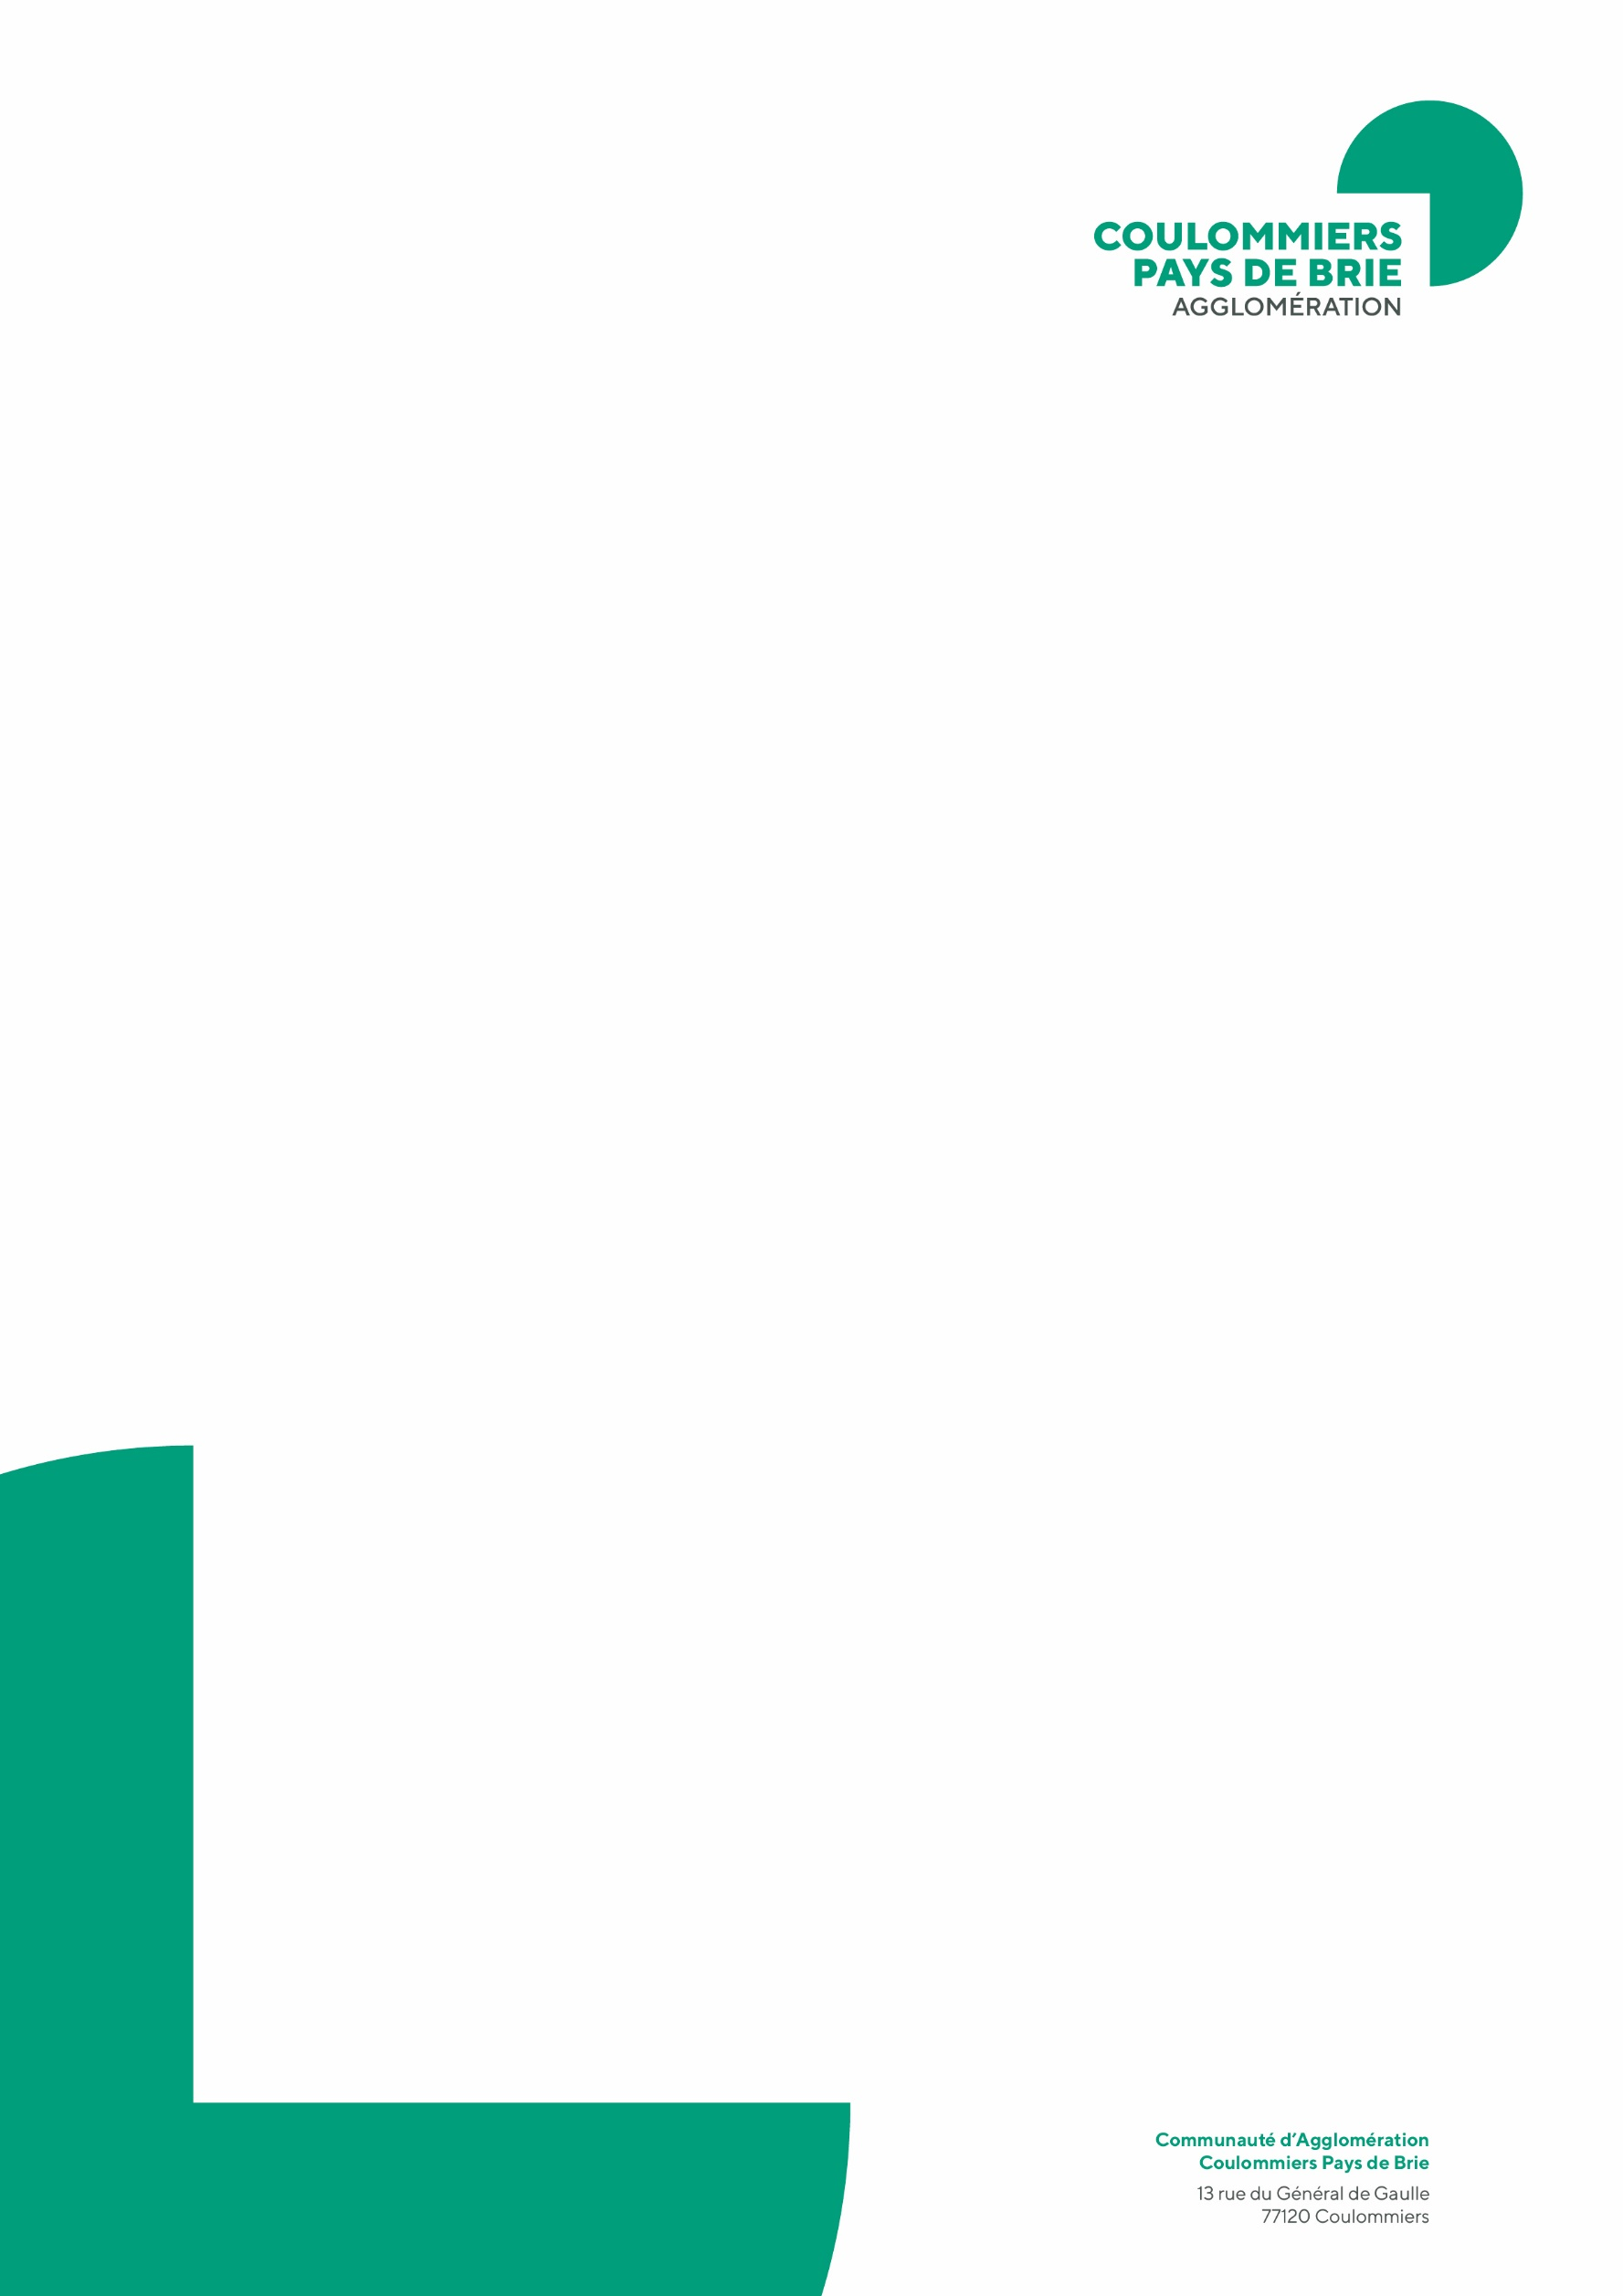 COULOMMIERS
PAYS DE BRIE
AGGLOMÉRATION
Communauté d’Agglomération
Coulommiers Pays de Brie
13 rue du Général de Gaulle
77120 Coulommiers